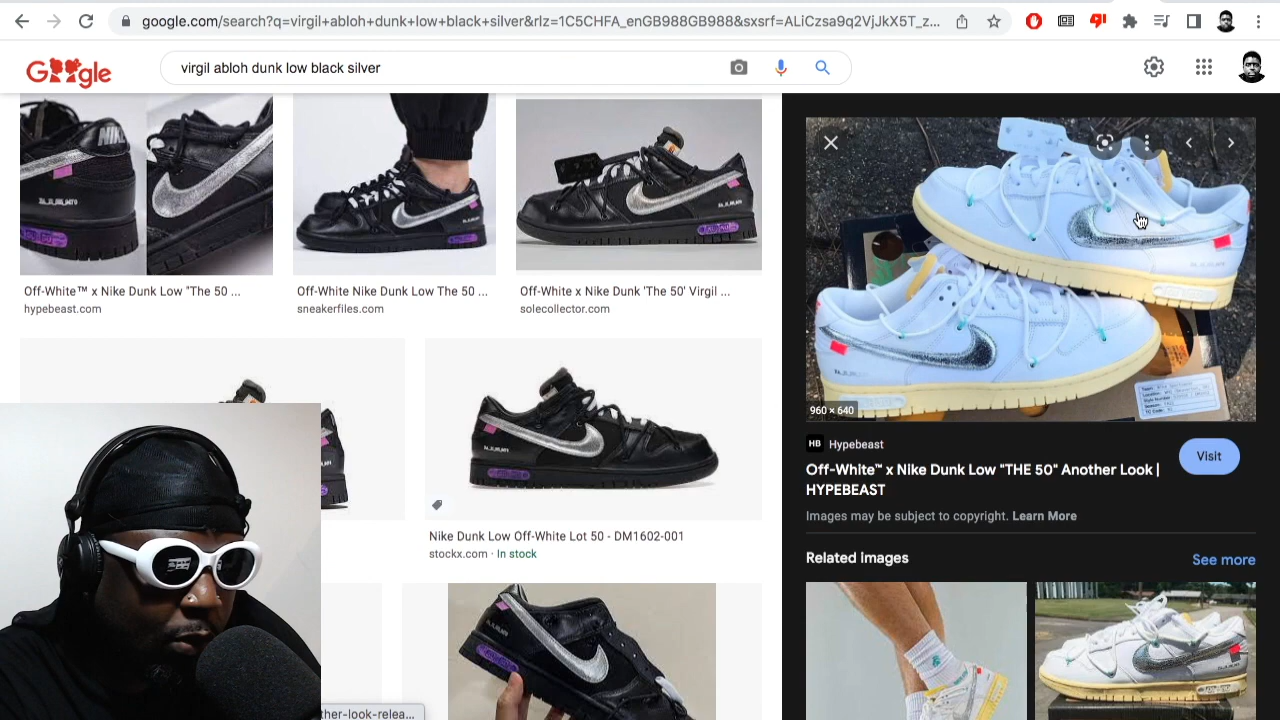 google.com/search?q=virgil+abloh+dunk+low+black+silver&rlz=1C5CHFA_enGB988GB988&sxsrf=ALiCzsa9q2VjJkX5T_z...
Google
virgil abloh dunk low black silver
NIKE
Off-White™ x Nike Dunk Low "The 50 ...
hypebeast.com
Off-White Nike Dunk Low The 50 ...
sneakerfiles.com
Off-White x Nike Dunk 'The 50' Virgil ...
solecollector.com
Nike Dunk Low Off-White Lot 50 - DM1602-001
stockx.com · In stock
ther-look-relea...
960 × 640
HB Hypebeast
Visit
Off-White™ x Nike Dunk Low "THE 50" Another Look |
HYPEBEAST
Images may be subject to copyright. Learn More
Related images
See more